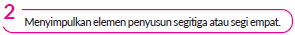 2
Menyimpulkan elemen penyusun segitiga atau segi empat.